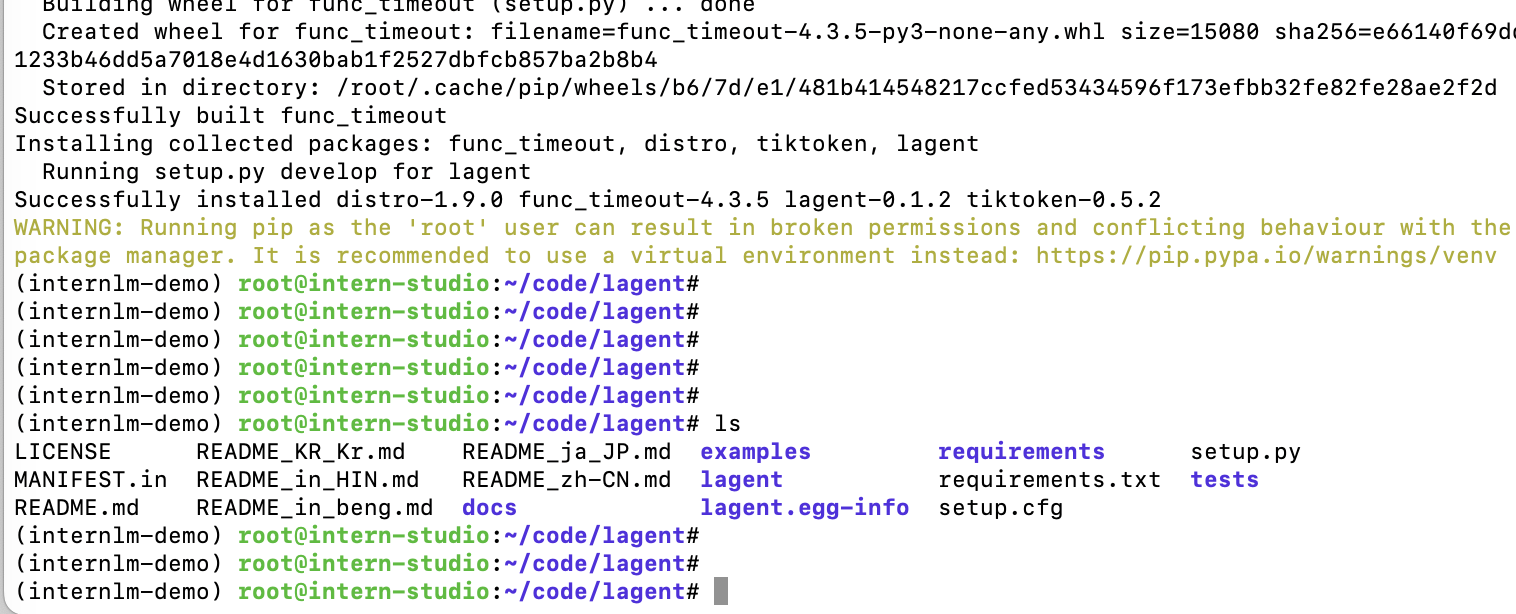 Building wheel for func_timeout (setup.py) ... done
Created wheel for func_timeout: filename=func_timeout-4.3.5-py3-none-any.whl size=15080 sha256=e66140f69d
1233b46dd5a7018e4d1630bab1f2527dbfcb857ba2b8b4
Stored in directory: /root/.cache/pip/wheels/b6/7d/e1/481b414548217ccfed53434596f173efbb32fe82fe28ae2f2d
Successfully built func_timeout
Installing collected packages: func_timeout, distro, tiktoken, lagent
Running setup.py develop for lagent
Successfully installed distro-1.9.0 func_timeout-4.3.5 lagent-0.1.2 tiktoken-0.5.2
WARNING: Running pip as the 'root' user can result in broken permissions and conflicting behaviour with the
package manager. It is recommended to use a virtual environment instead: https://pip.pypa.io/warnings/venv
(internlm-demo) root@intern-studio:~/code/lagent#
(internlm-demo) root@intern-studio:~/code/lagent#
(internlm-demo) root@intern-studio:~/code/lagent#
(internlm-demo) root@intern-studio:~/code/lagent#
(internlm-demo) root@intern-studio:~/code/lagent#
(internlm-demo) root@intern-studio:~/code/lagent# ls
LICENSE README_KR_Kr.md README_ja_JP.md examples requirements setup.py
MANIFEST.in README_in_HIN.md README_zh-CN.md lagent requirements.txt tests
README.md README_in_beng.md docs lagent.egg-info setup.cfg
(internlm-demo) root@intern-studio:~/code/lagent#
(internlm-demo) root@intern-studio:~/code/lagent#
(internlm-demo) root@intern-studio:~/code/lagent#